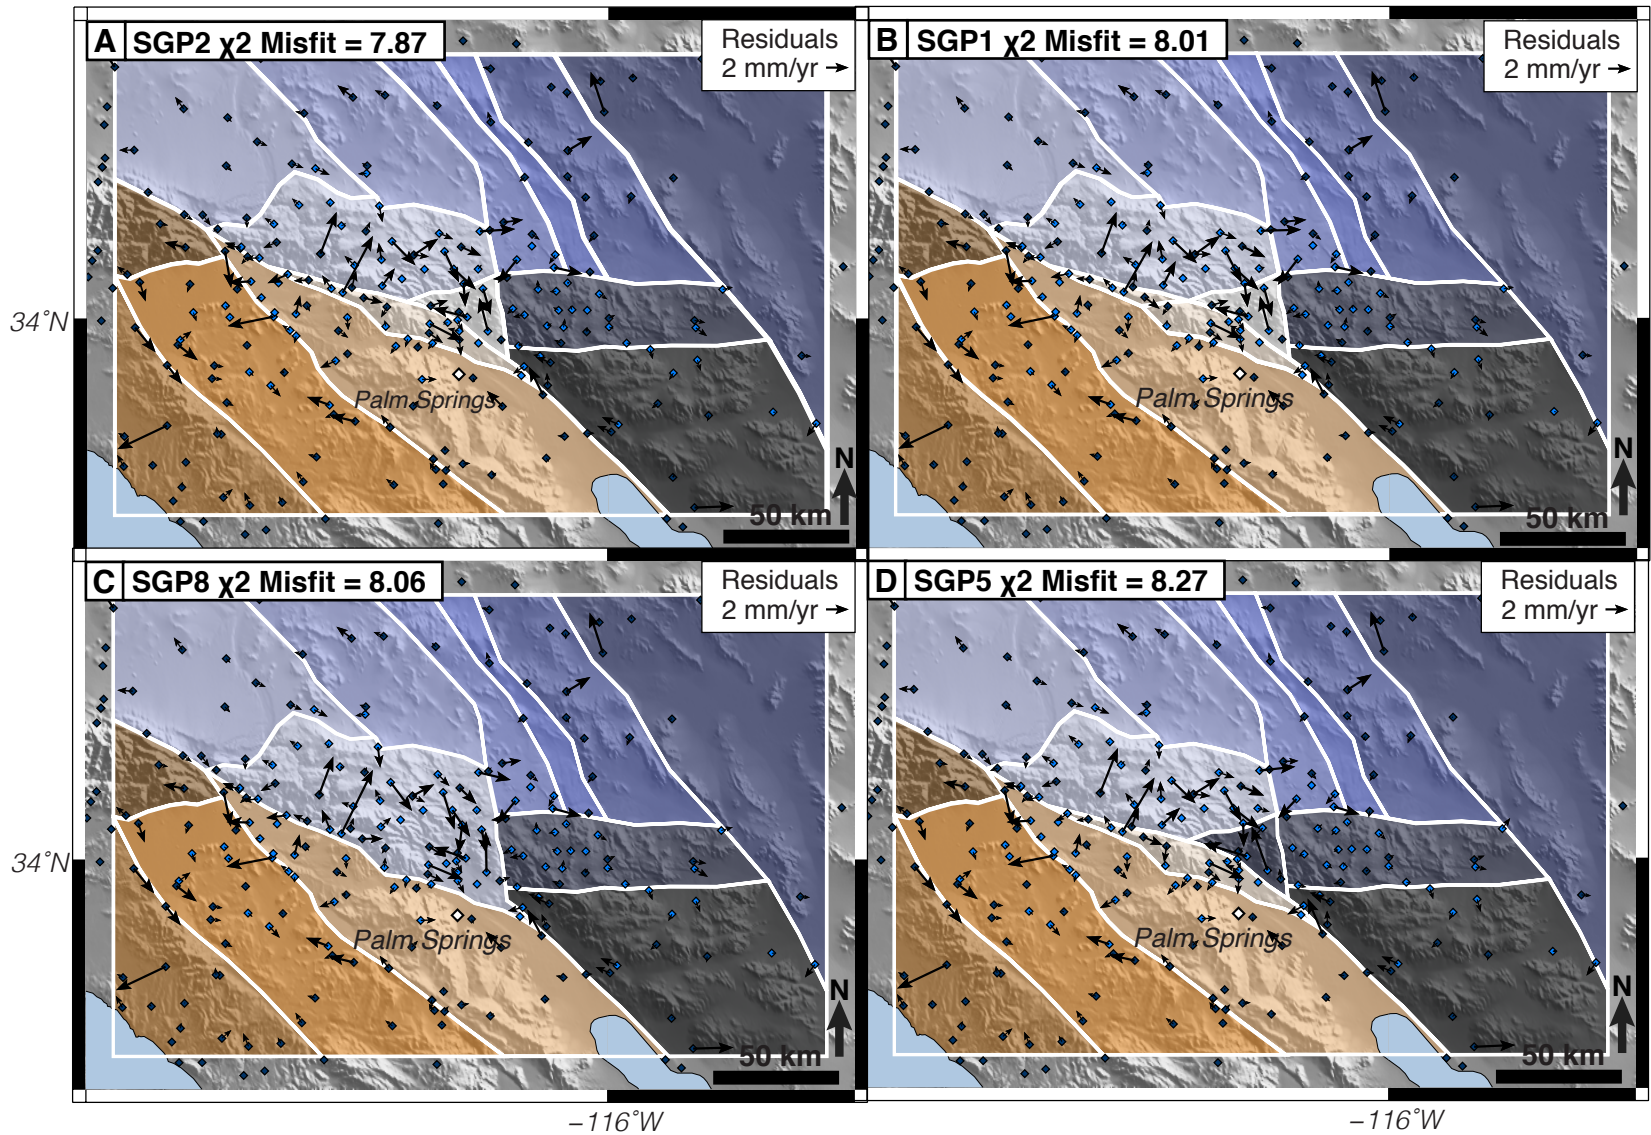 A SGP2 χ2 Misfit = 7.87
Residuals
2 mm/yr
34˚N
Palm Springs
N
50 km
B SGP1 χ2 Misfit = 8.01
Residuals
2 mm/yr
Palm Springs
N
50 km
C SGP8 χ2 Misfit = 8.06
Residuals
2 mm/yr
34˚N
Palm Springs
N
50 km
−116˚W
D SGP5 χ2 Misfit = 8.27
Residuals
2 mm/yr
Palm Springs
N
50 km
−116˚W